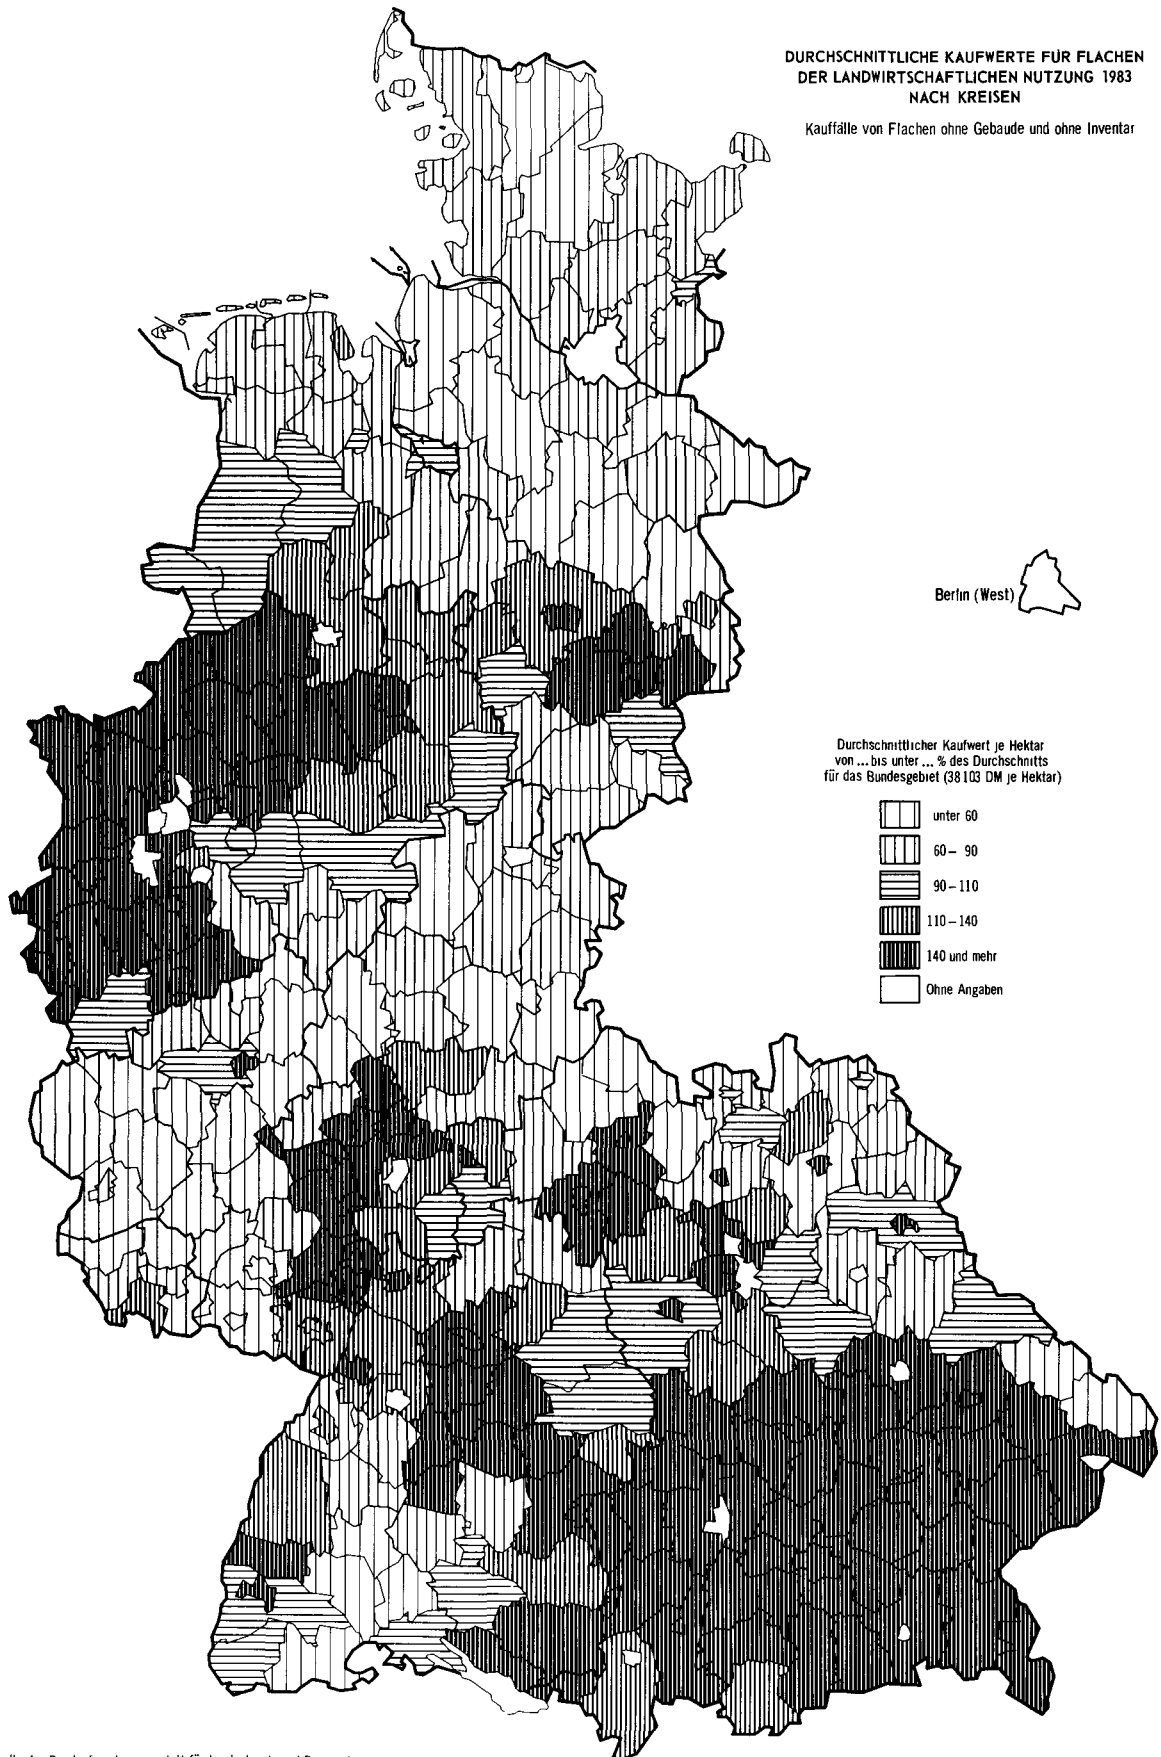 DURCHSCHNITTLICHE KAUFWERTE FUR FLACHEN
DER LANDWIRTSCHAFTLICHEN NUTZUNG 1983
NACH KREISEN
Kauffälle von Flachen ohne Gebaude und ohne Inventar
Berlin (West)
Durchschnittlicher Kaufwert je Hektar
von ... bis unter ... % des Durchschnitts
für das Bundesgebiet (38 103 DM je Hektar)
unter 60
60 – 90
90 – 110
110 – 140
140 und mehr
Ohne Angaben